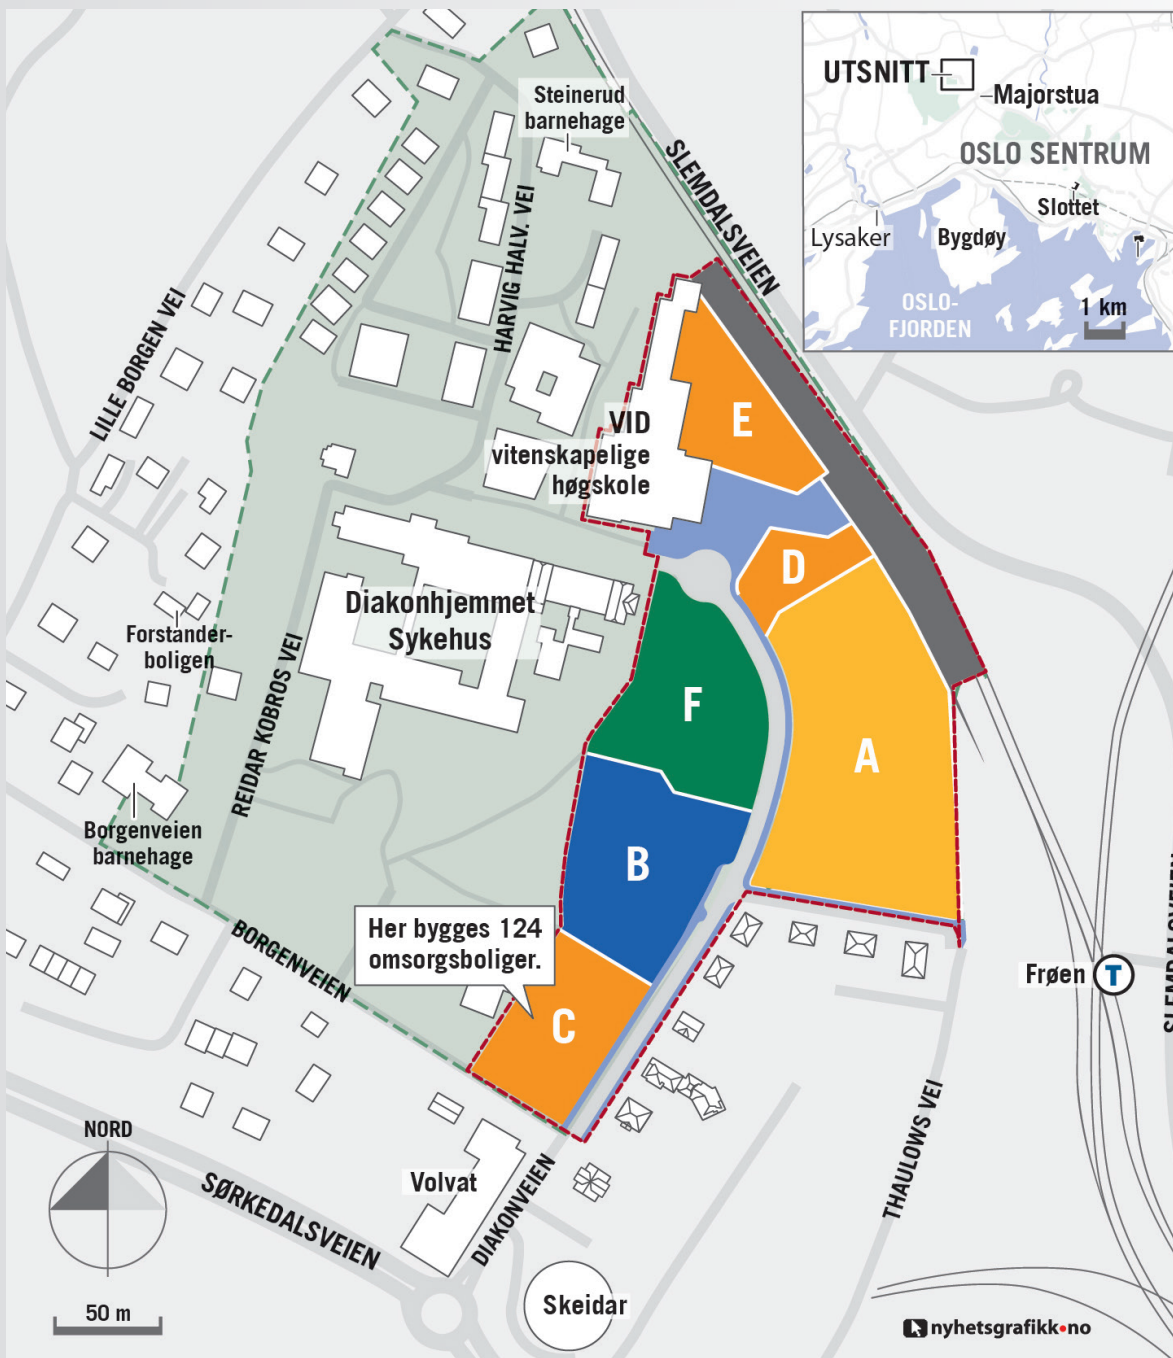 UTSNITT
Majorstua
OSLO SENTRUM
Slottet
Lysaker
Bygdøy
OSLO-
FJORDEN
1 km
Steinerud
barnehage
SLEMDALSVEIEN
HARVIG HALV. VEI
LILLE BORGEN VEI
E
VID
vitenskapelige
høgskole
D
Diakonhjemmet
Sykehus
Forstander-
boligen
REIDAR KOBROS VEI
F
A
Borgenveien
barnehage
B
SLEMDALSVEIEN
Her bygges 124
omsorgsboliger.
BORGENVEIEN
Frøen
T
C
NORD
THAULOWS VEI
Volvat
SØRKEDALSVEIEN
DIAKONVEIEN
50 m
Skeidar
nyhetsgrafikk•no